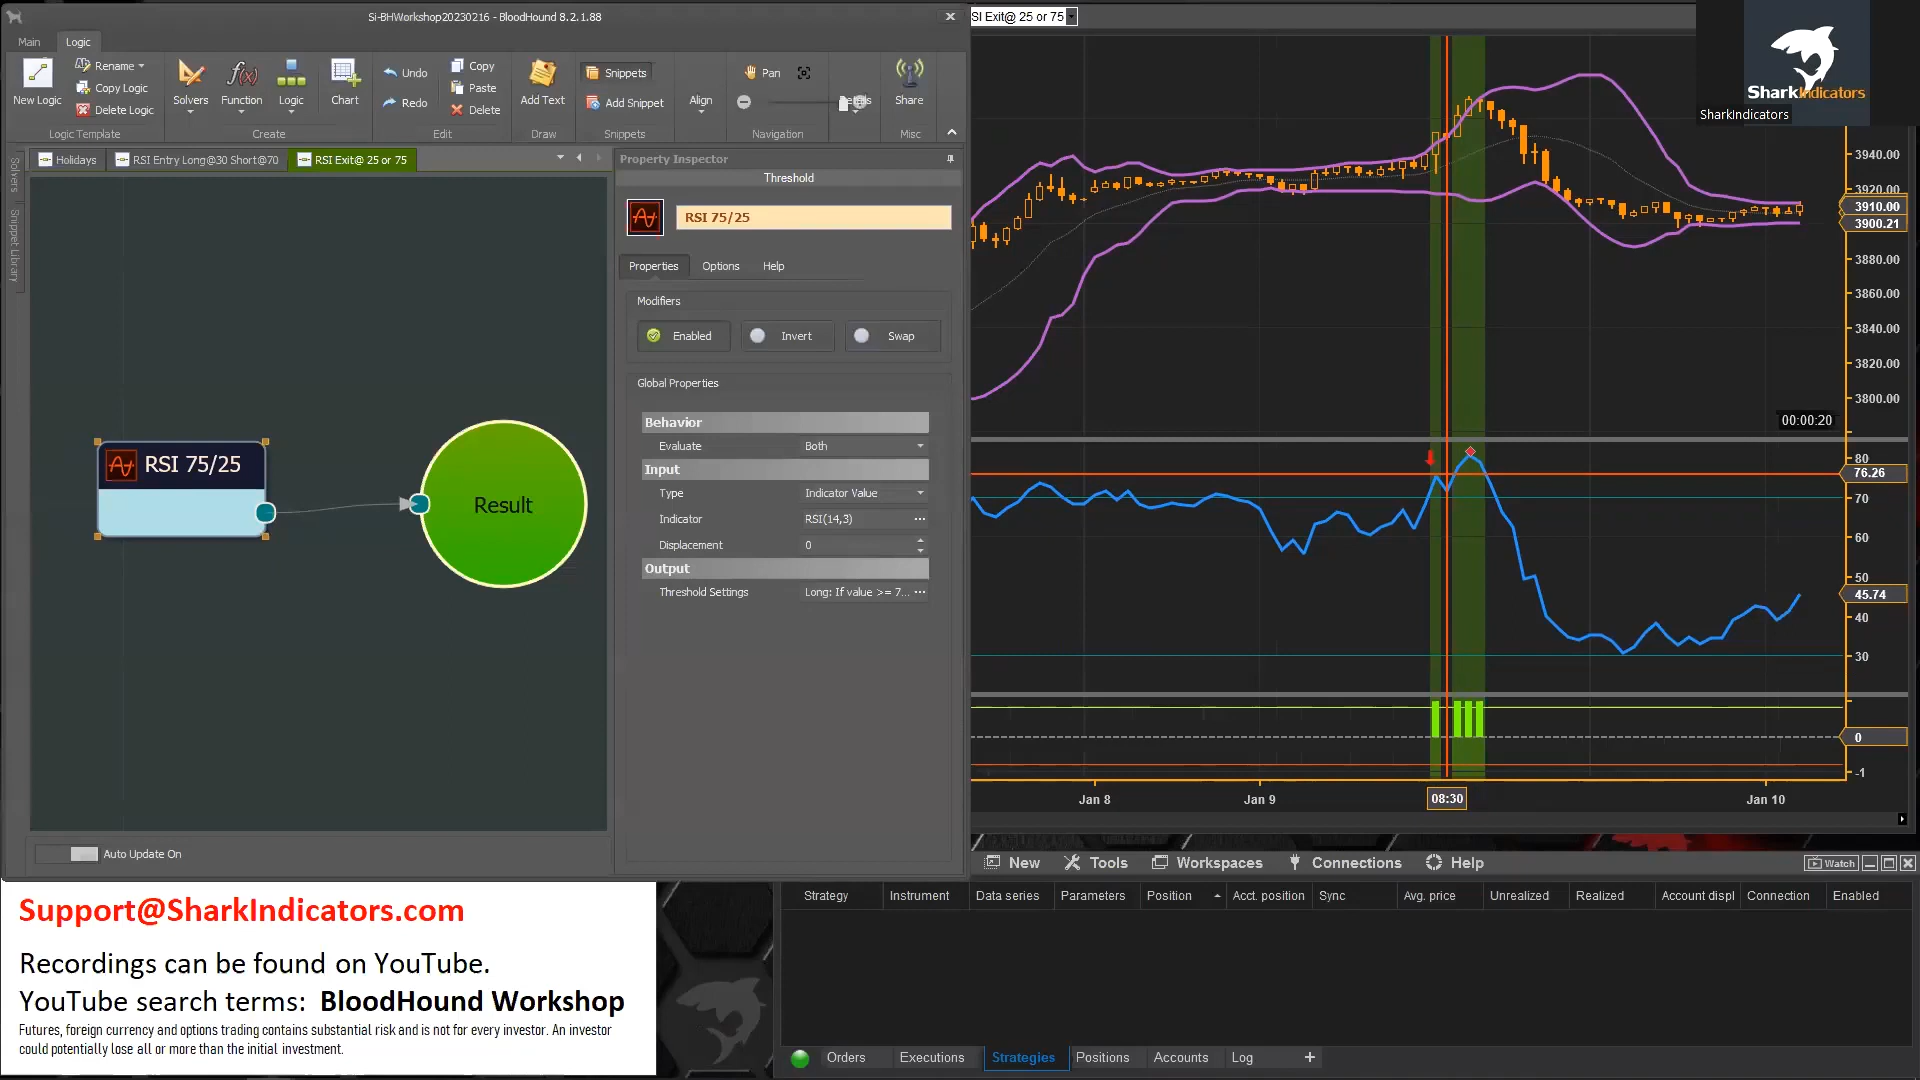 Si-BHWorkshop20230216 - BloodHound 8.2.1.88
SI Exit@ 25 or 75
Main
Logic
New Logic
Rename
Copy Logic
Delete Logic
Logic Template
Solvers
Function
Logic
Chart
Create
Undo
Redo
Copy
Paste
Delete
Edit
Add Text
Draw
Snippets
Add Snippet
Snippets
Align
Pan
Navigation
Share
Misc
SharkIndicators
SharkIndicators
Holidays
RSI Entry Long@30 Short@70
RSI Exit@ 25 or 75
Solvers
Snippet Library
Property Inspector
Threshold
RSI 75/25
Properties
Options
Help
Modifiers
Enabled
Invert
Swap
Global Properties
Behavior
Evaluate
Both
Input
Type
Indicator Value
Indicator
RSI(14,3)
Displacement
0
Output
Threshold Settings
Long: If value >= 7...
RSI 75/25
Result
Auto Update On
3940.00
3920.00
3910.00
3900.21
3880.00
3860.00
3840.00
3820.00
3800.00
00:00:20
80
76.26
70
60
50
45.74
40
30
0
-1
Jan 8
Jan 9
08:30
Jan 10
New
Tools
Workspaces
Connections
Help
Watch
Strategy
Instrument
Data series
Parameters
Position
Acct. position
Sync
Avg. price
Unrealized
Realized
Account displ
Connection
Enabled
Support@SharkIndicators.com
Recordings can be found on YouTube.
YouTube search terms: BloodHound Workshop
Futures, foreign currency and options trading contains substantial risk and is not for every investor. An investor
could potentially lose all or more than the initial investment.
Orders
Executions
Strategies
Positions
Accounts
Log
+